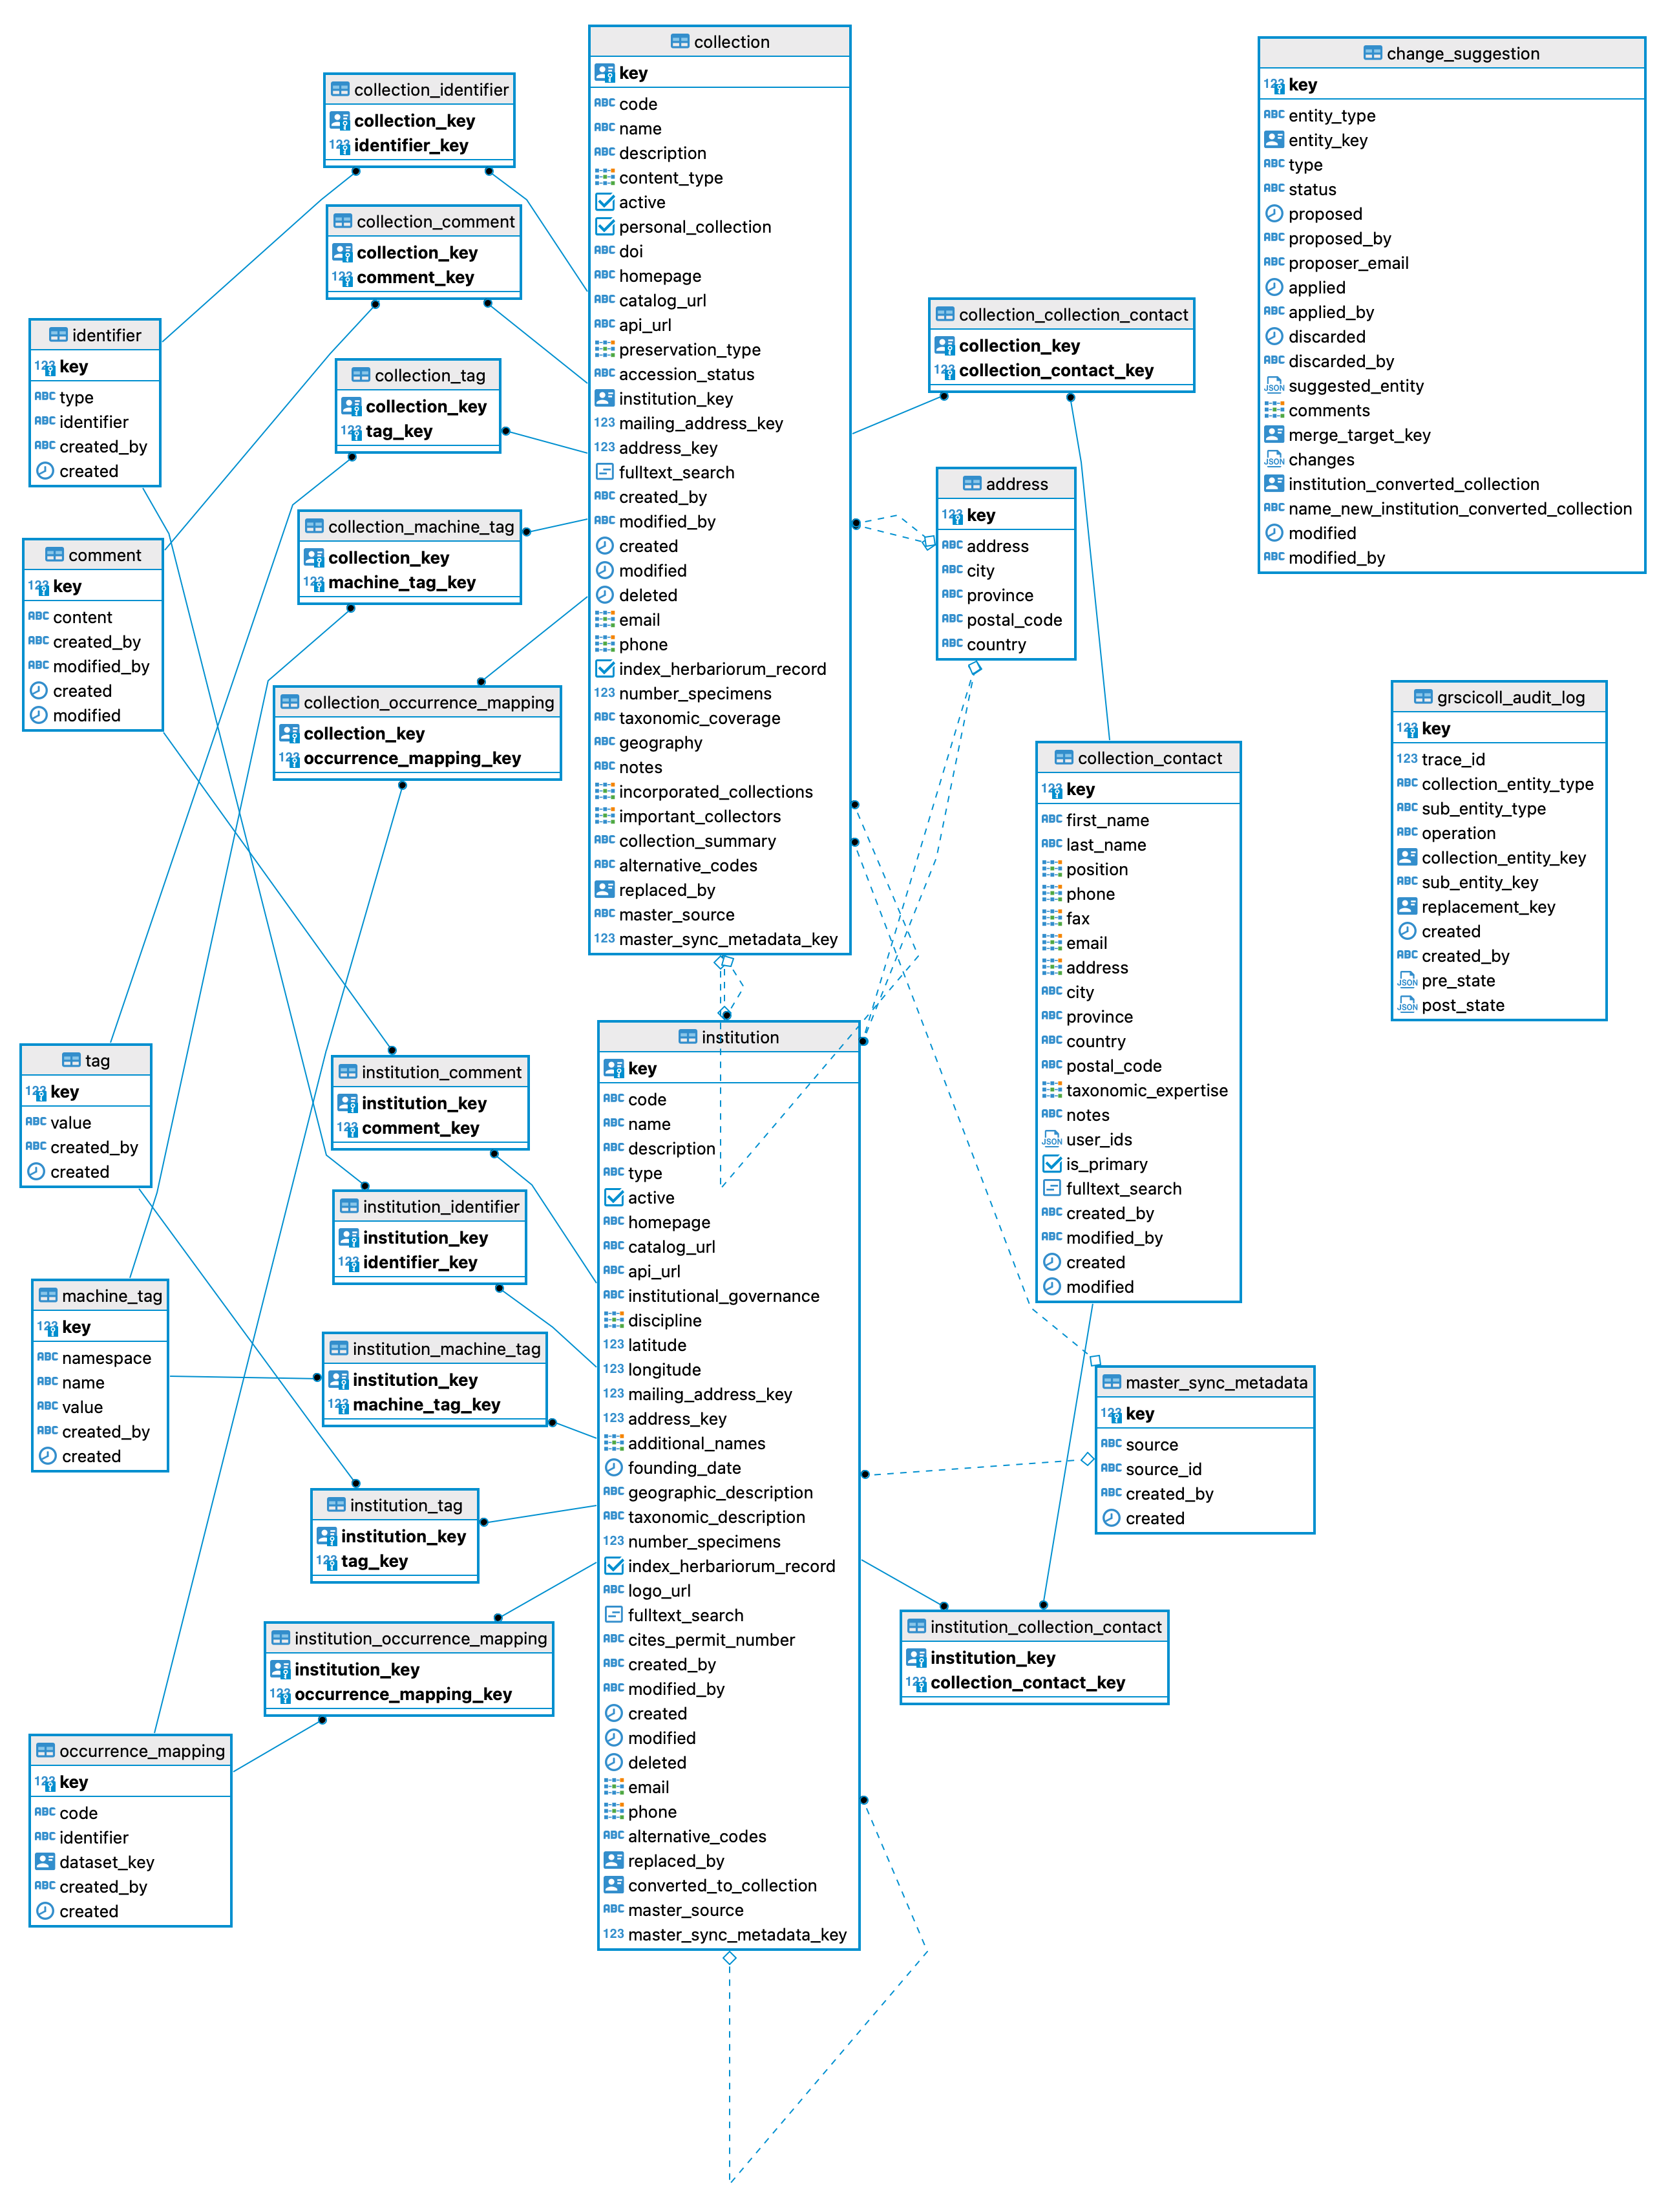 collection
key
code
name
description
content_type
active
personal_collection
doi
homepage
catalog_url
api_url
preservation_type
accession_status
institution_key
mailing_address_key
address_key
fulltext_search
created_by
modified_by
created
modified
deleted
email
phone
index_herbariorum_record
number_specimens
taxonomic_coverage
geography
notes
incorporated_collections
important_collectors
collection_summary
alternative_codes
replaced_by
master_source
master_sync_metadata_key
change_suggestion
key
entity_type
entity_key
type
status
proposed
proposed_by
proposer_email
applied
applied_by
discarded
discarded_by
suggested_entity
comments
merge_target_key
changes
institution_converted_collection
name_new_institution_converted_collection
modified
modified_by
collection_identifier
collection_key
identifier_key
collection_comment
collection_key
comment_key
identifier
key
type
identifier
created_by
created
collection_tag
collection_key
tag_key
collection_collection_contact
collection_key
collection_contact_key
address
key
address
city
province
postal_code
country
collection_machine_tag
collection_key
machine_tag_key
comment
key
content
created_by
modified_by
created
modified
collection_occurrence_mapping
collection_key
occurrence_mapping_key
grscicoll_audit_log
key
trace_id
collection_entity_type
sub_entity_type
operation
collection_entity_key
sub_entity_key
replacement_key
created
created_by
pre_state
post_state
collection_contact
key
first_name
last_name
position
phone
fax
email
address
city
province
country
postal_code
taxonomic_expertise
notes
user_ids
is_primary
fulltext_search
created_by
modified_by
created
modified
institution
key
code
name
description
type
active
homepage
catalog_url
api_url
institutional_governance
discipline
latitude
longitude
mailing_address_key
address_key
additional_names
founding_date
geographic_description
taxonomic_description
number_specimens
index_herbariorum_record
logo_url
fulltext_search
cites_permit_number
created_by
modified_by
created
modified
deleted
email
phone
alternative_codes
replaced_by
converted_to_collection
master_source
master_sync_metadata_key
tag
key
value
created_by
created
institution_comment
institution_key
comment_key
institution_identifier
institution_key
identifier_key
machine_tag
key
namespace
name
value
created_by
created
institution_machine_tag
institution_key
machine_tag_key
master_sync_metadata
key
source
source_id
created_by
created
institution_tag
institution_key
tag_key
institution_occurrence_mapping
institution_key
occurrence_mapping_key
institution_collection_contact
institution_key
collection_contact_key
occurrence_mapping
key
code
identifier
dataset_key
created_by
created